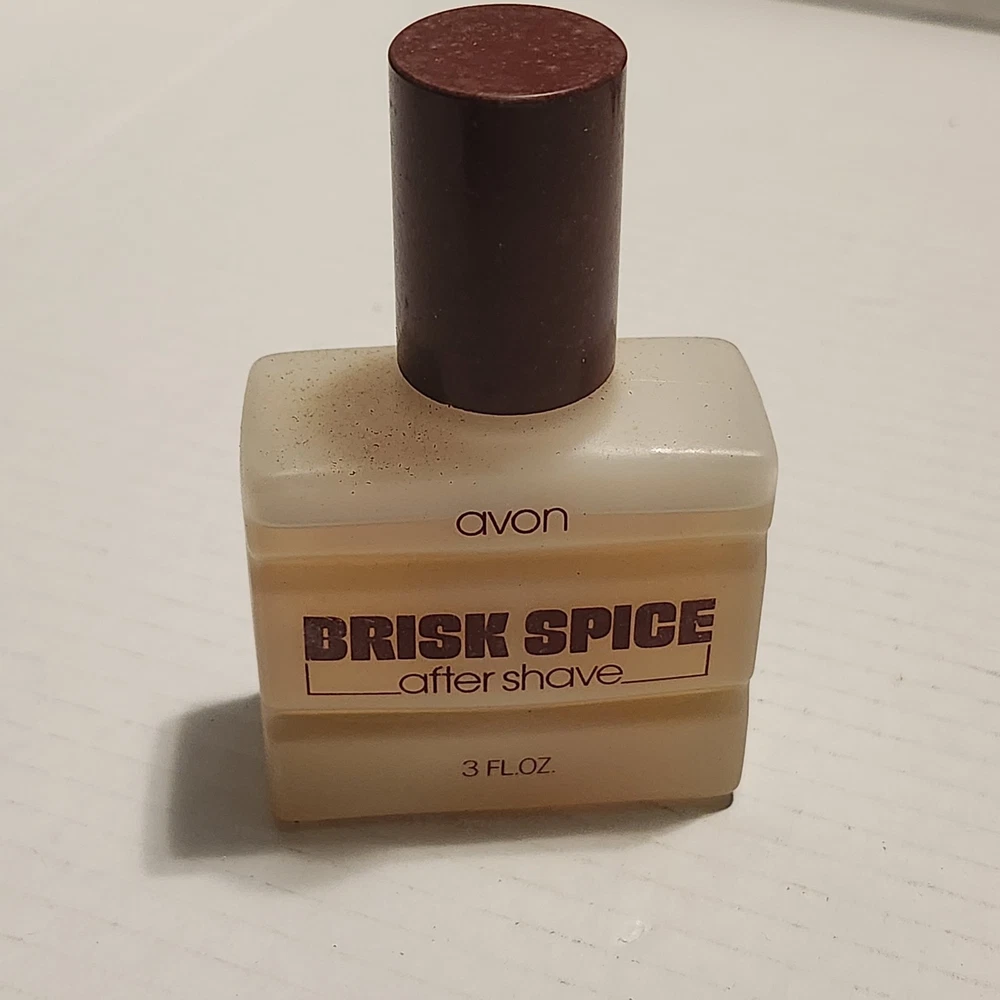 avon
BRISK SPICE
after shave
3 FL.OZ.